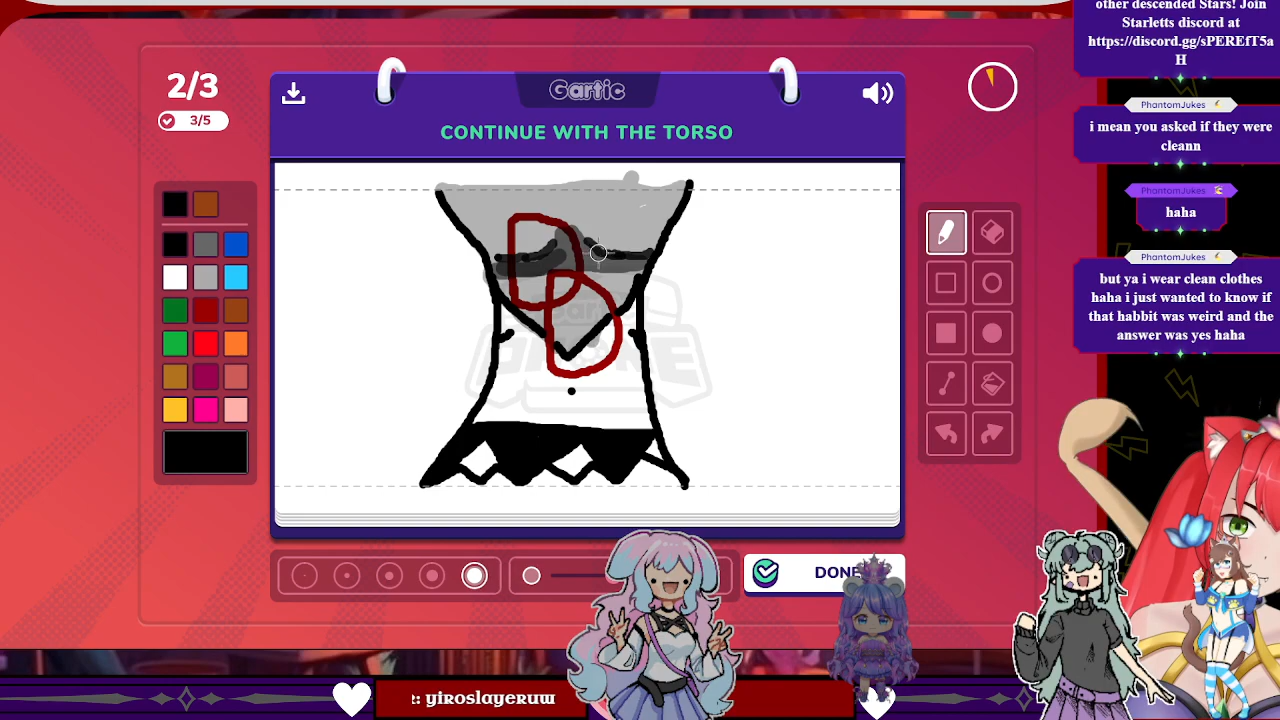 other descended Stars! Join
Starletts discord at
https://discord.gg/sPEREfT5a
H
2/3
3/5
Gartic
CONTINUE WITH THE TORSO
PhantomJukes
i mean you asked if they were
cleann
PhantomJukes
haha
PhantomJukes
but ya i wear clean clothes
haha i just wanted to know if
that habbit was weird and the
answer was yes haha
DONE
: yiroslayeruw